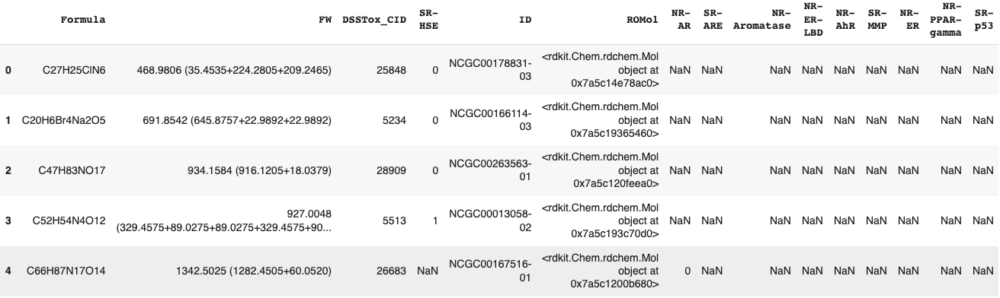 Formula FW DSSTox_CID SR-HSE ID ROMol NR-AR SR-ARE NR-Aromatase NR-ER-LBD NR-AhR SR-MMP NR-ER NR-PPAR-gamma SR-p53
0 C27H25ClN6 468.9806 (35.4535+224.2805+209.2465) 25848 0 NCGC00178831-03 <rdkit.Chem.rdchem.Mol object at 0x7a5c14e78ac0> NaN NaN NaN NaN NaN NaN NaN NaN NaN
1 C20H6Br4Na2O5 691.8542 (645.8757+22.9892+22.9892) 5234 0 NCGC00166114-03 <rdkit.Chem.rdchem.Mol object at 0x7a5c19365460> NaN NaN NaN NaN NaN NaN NaN NaN NaN
2 C47H83NO17 934.1584 (916.1205+18.0379) 28909 0 NCGC00263563-01 <rdkit.Chem.rdchem.Mol object at 0x7a5c120feea0> NaN NaN NaN NaN NaN NaN NaN NaN NaN
3 C52H54N4O12 927.0048 (329.4575+89.0275+89.0275+329.4575+90... 5513 1 NCGC00013058-02 <rdkit.Chem.rdchem.Mol object at 0x7a5c193c70d0> NaN NaN NaN NaN NaN NaN NaN NaN NaN
4 C66H87N17O14 1342.5025 (1282.4505+60.0520) 26683 NaN NCGC00167516-01 <rdkit.Chem.rdchem.Mol object at 0x7a5c1200b680> 0 NaN NaN NaN NaN NaN NaN NaN NaN